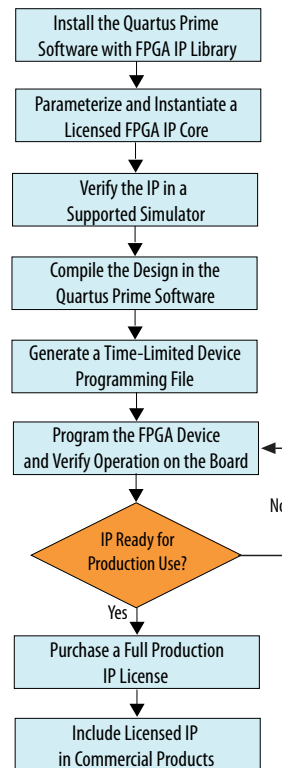 Install the Quartus Prime
Software with FPGA IP Library
Parameterize and Instantiate a
Licensed FPGA IP Core
Verify the IP in a
Supported Simulator
Compile the Design in the
Quartus Prime Software
Generate a Time-Limited Device
Programming File
Program the FPGA Device
and Verify Operation on the Board
No
IP Ready for
Production Use?
Yes
Purchase a Full Production
IP License
Include Licensed IP
in Commercial Products